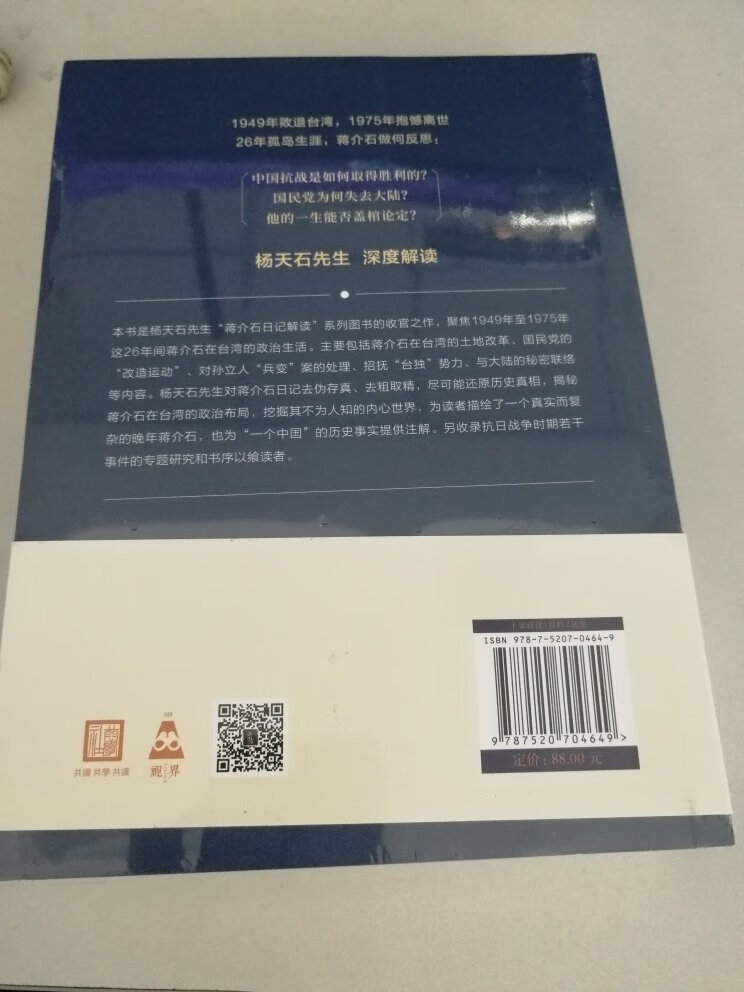 1949年败退台湾，1975年抱憾离世
26年孤岛生涯，蒋介石做何反思：
中国抗战是如何取得胜利的？
国民党为何失去大陆？
他的一生能否盖棺论定？
杨天石先生 深度解读
本书是杨天石先生“蒋介石日记解读”系列图书的收官之作，聚焦1949年至1975年
这26年间蒋介石在台湾的政治生活。主要包括蒋介石在台湾的土地改革、国民党的
“改造运动”、对孙立人“兵变”案的处理、招抚“台独”势力、与大陆的秘密联络
等内容。杨天石先生对蒋介石日记去伪存真、去粗取精，尽可能还原历史真相，揭秘
蒋介石在台湾的政治布局，挖掘其不为人知的内心世界，为读者描绘了一个真实而复
杂的晚年蒋介石，也为“一个中国”的历史事实提供注解。另收录抗日战争时期若干
事件的专题研究和书序以飨读者。
上架建议·社科/历史
ISBN 978-7-5207-0464-9
9 787520 704649 >
定价：88.00 元
共讀 共學 共識
視界